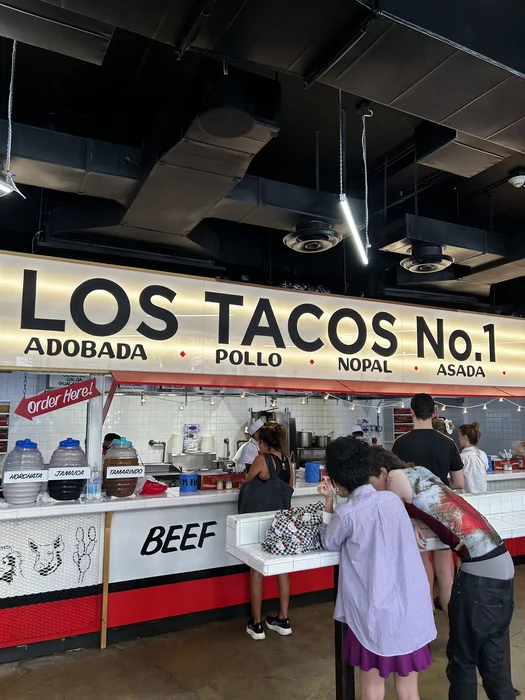 LOS TACOS No.1
ADOBADA • POLLO • NOPAL • ASADA •
Order Here!
HORCHATA
JAMAICA
TAMARINDO
BEEF